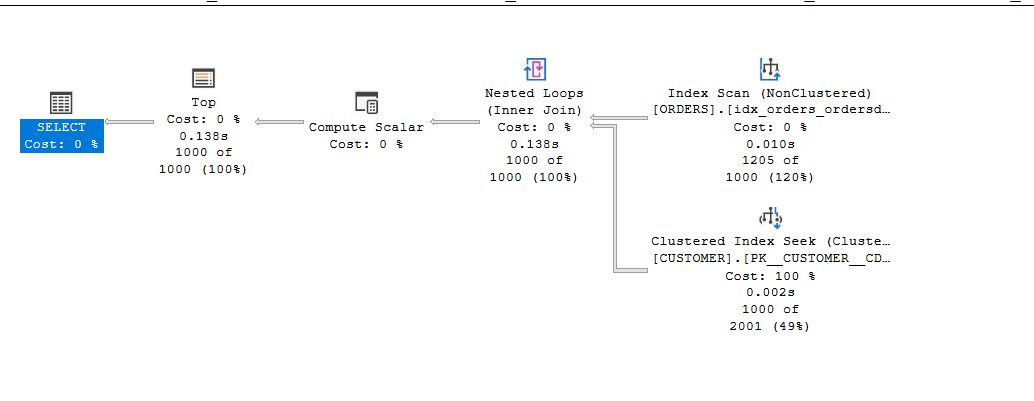 SELECT
Cost: 0 %
Top
Cost: 0 %
0.138s
1000 of
1000 (100%)
Compute Scalar
Cost: 0 %
Nested Loops
(Inner Join)
Cost: 0 %
0.138s
1000 of
1000 (100%)
Index Scan (NonClustered)
[ORDERS].[idx_orders_ordersd…
Cost: 0 %
0.010s
1205 of
1000 (120%)
Clustered Index Seek (Cluste…
[CUSTOMER].[PK__CUSTOMER__CD…
Cost: 100 %
0.002s
1000 of
2001 (49%)